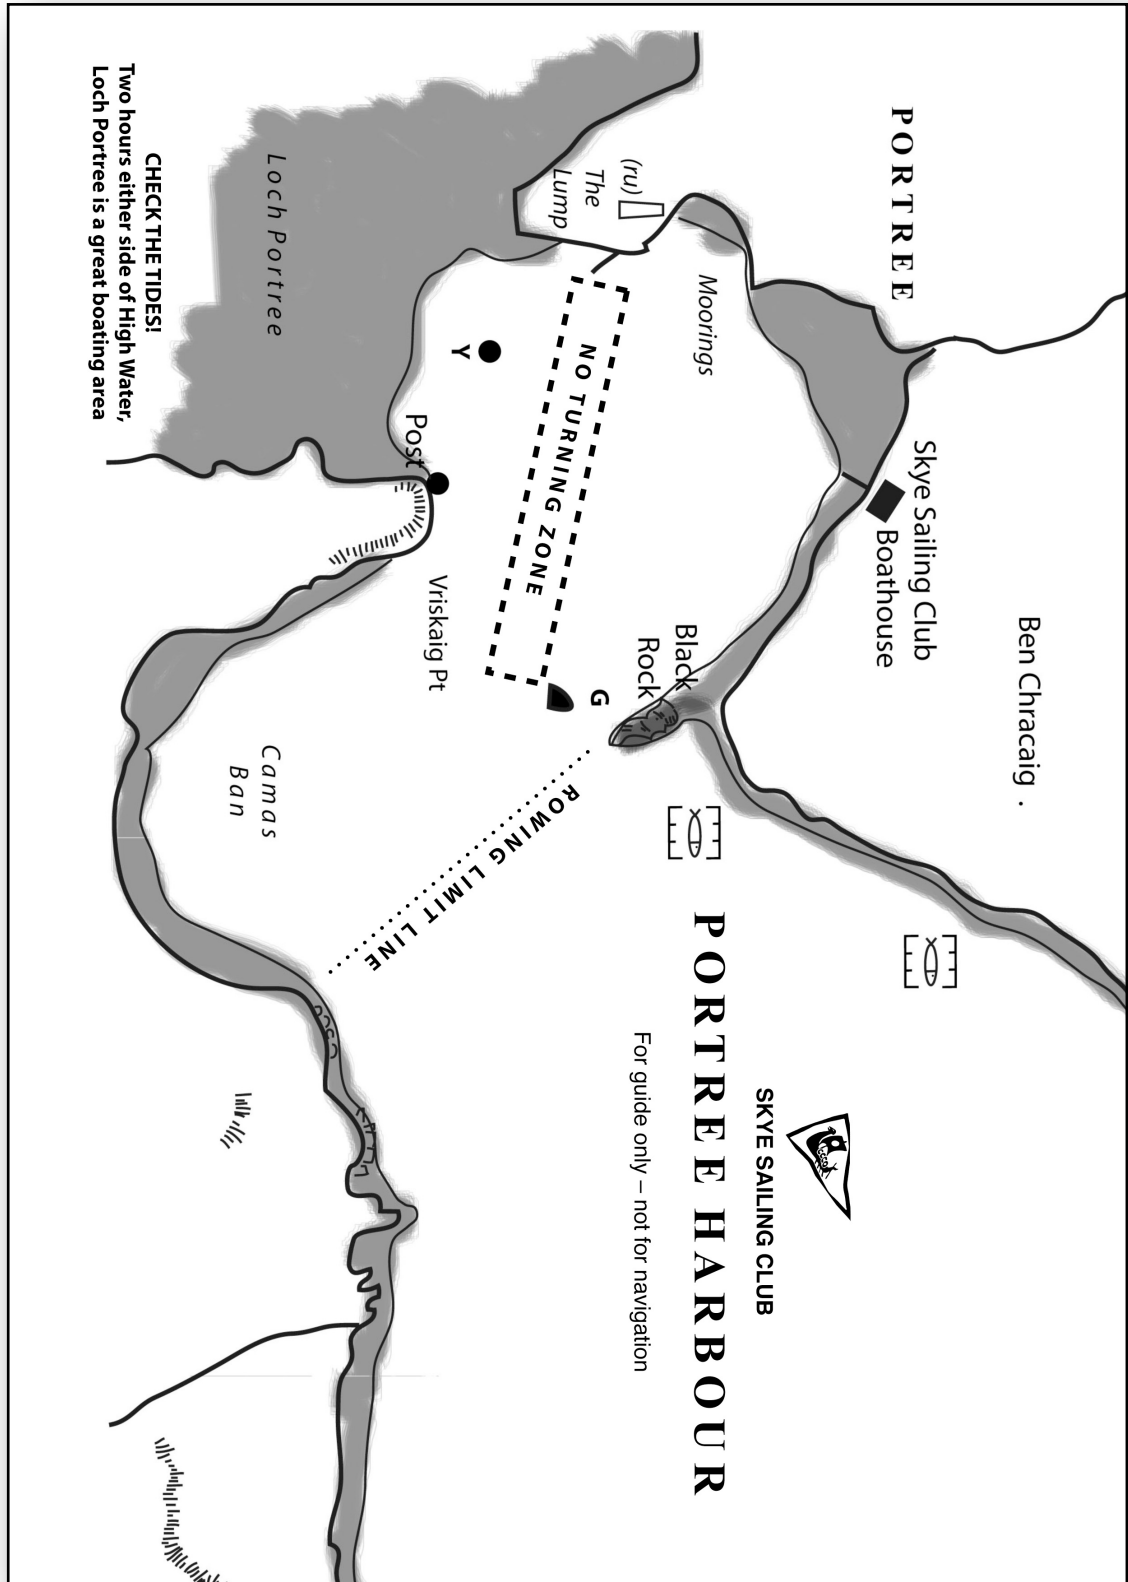 PORTREE
Ben Chracaig .
Skye Sailing Club
Boathouse
SKYE SAILING CLUB
PORTREE HARBOUR
For guide only – not for navigation
Moorings
Black
Rock
(ru)
The
Lump
G
NO TURNING ZONE
ROWING LIMIT LINE
Y
Post
Vriskaig Pt
Loch Portree
Camas
Ban
CHECK THE TIDES!
Two hours either side of High Water,
Loch Portree is a great boating area